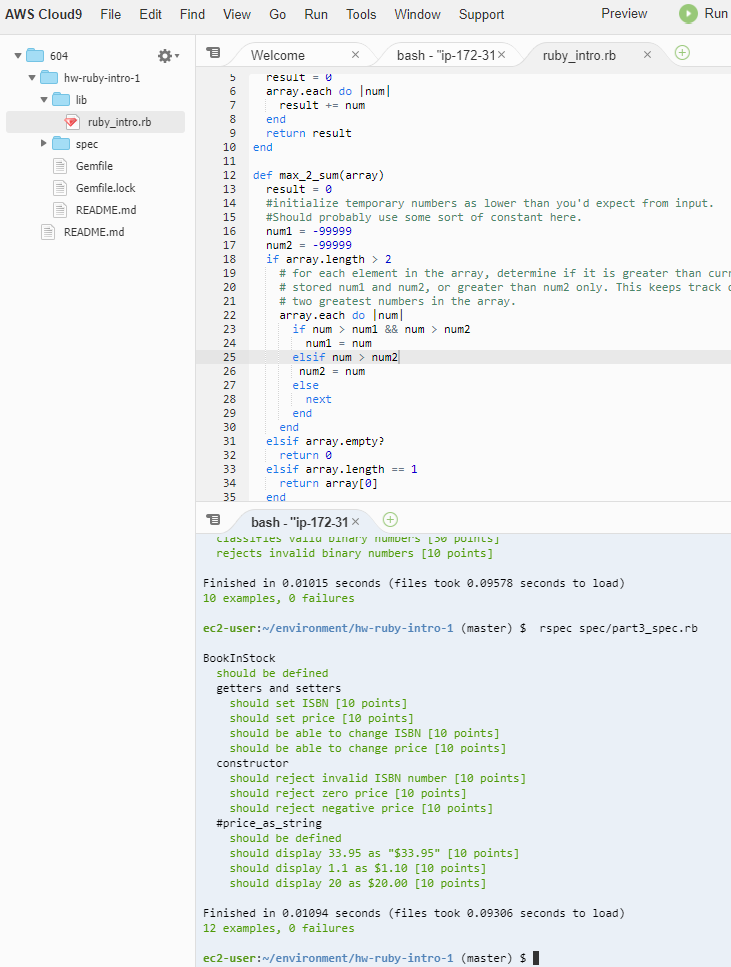 AWS Cloud9 File Edit Find View Go Run Tools Window Support Preview Run
604
hw-ruby-intro-1
lib
ruby_intro.rb
spec
Gemfile
Gemfile.lock
README.md
README.md
Welcome × bash - "ip-172-31 × ruby_intro.rb ×
5 result = 0
6 array.each do |num|
7 result += num
8 end
9 return result
10 end
11
12 def max_2_sum(array)
13 result = 0
14 #initialize temporary numbers as lower than you'd expect from input.
15 #Should probably use some sort of constant here.
16 num1 = -99999
17 num2 = -99999
18 if array.length > 2
19 # for each element in the array, determine if it is greater than curr
20 # stored num1 and num2, or greater than num2 only. This keeps track
21 # two greatest numbers in the array.
22 array.each do |num|
23 if num > num1 && num > num2
24 num1 = num
25 elsif num > num2
26 num2 = num
27 else
28 next
29 end
30 end
31 elsif array.empty?
32 return 0
33 elsif array.length == 1
34 return array[0]
35 end
bash - "ip-172-31 ×
classifies valid binary numbers [30 points]
rejects invalid binary numbers [10 points]
Finished in 0.01015 seconds (files took 0.09578 seconds to load)
10 examples, 0 failures
ec2-user:~/environment/hw-ruby-intro-1 (master) $ rspec spec/part3_spec.rb
BookInStock
should be defined
getters and setters
should set ISBN [10 points]
should set price [10 points]
should be able to change ISBN [10 points]
should be able to change price [10 points]
constructor
should reject invalid ISBN number [10 points]
should reject zero price [10 points]
should reject negative price [10 points]
#price_as_string
should be defined
should display 33.95 as "$33.95" [10 points]
should display 1.1 as $1.10 [10 points]
should display 20 as $20.00 [10 points]
Finished in 0.01094 seconds (files took 0.09306 seconds to load)
12 examples, 0 failures
ec2-user:~/environment/hw-ruby-intro-1 (master) $